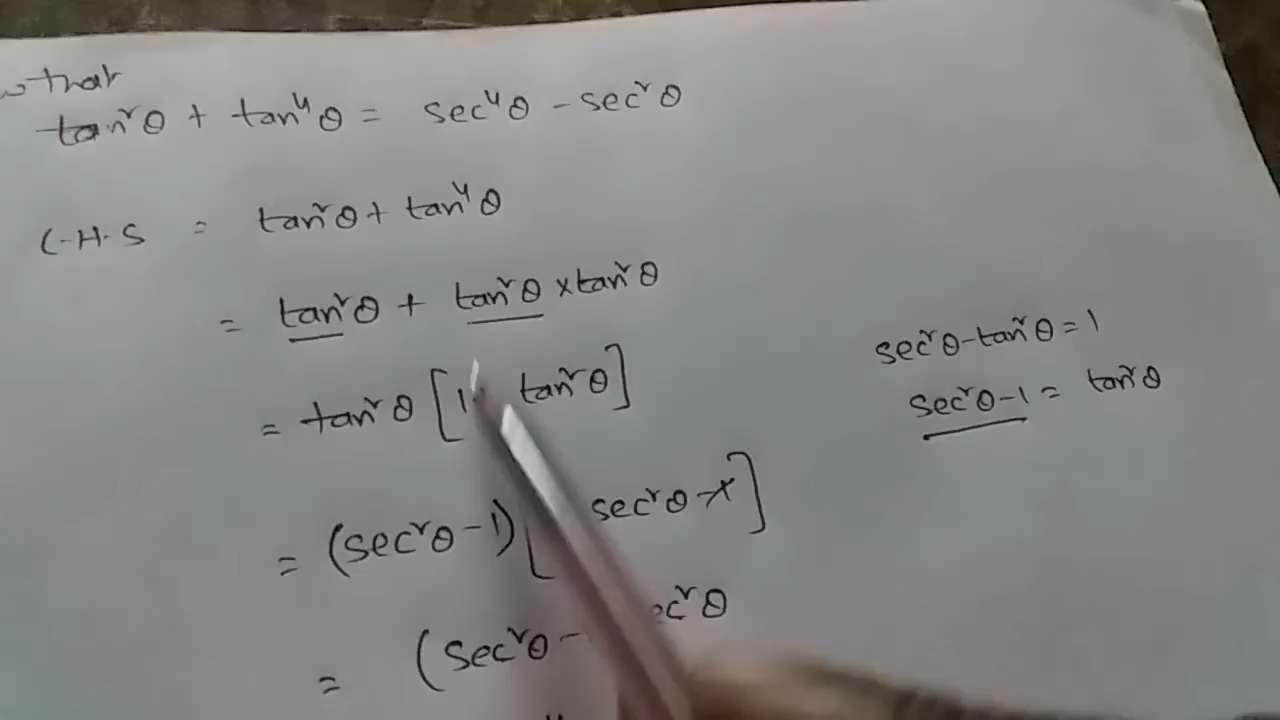 that
tan²θ + tan⁴θ = sec⁴θ - sec²θ
L.H.S = tan²θ + tan⁴θ
= tan²θ + tan²θ × tan²θ
= tan²θ [1 tan²θ]
sec²θ - tan²θ = 1
sec²θ - 1 = tan²θ
= (sec²θ - 1) [ sec²θ - 1]
= (sec²θ - θ